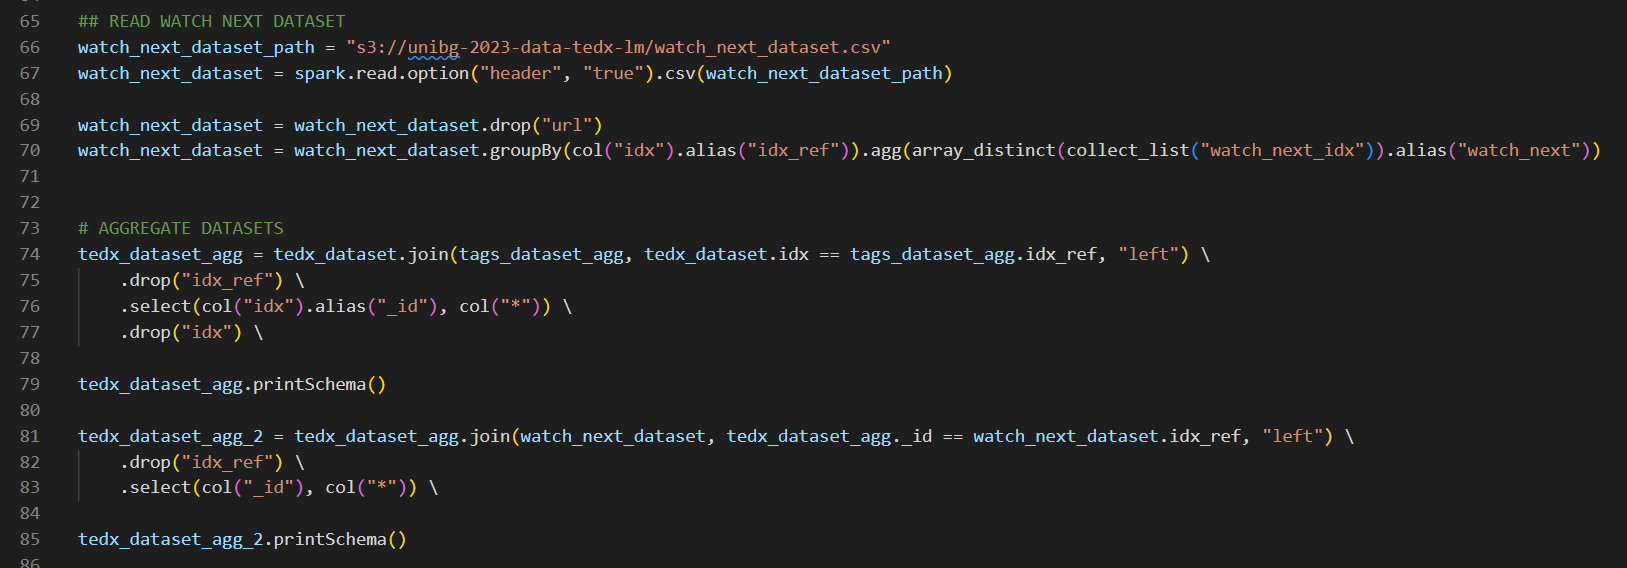 65 ## READ WATCH NEXT DATASET
66 watch_next_dataset_path = "s3://unibg-2023-data-tedx-lm/watch_next_dataset.csv"
67 watch_next_dataset = spark.read.option("header", "true").csv(watch_next_dataset_path)
68
69 watch_next_dataset = watch_next_dataset.drop("url")
70 watch_next_dataset = watch_next_dataset.groupBy(col("idx").alias("idx_ref")).agg(array_distinct(collect_list("watch_next_idx")).alias("watch_next"))
71
72
73 # AGGREGATE DATASETS
74 tedx_dataset_agg = tedx_dataset.join(tags_dataset_agg, tedx_dataset.idx == tags_dataset_agg.idx_ref, "left") \
75     .drop("idx_ref") \
76     .select(col("idx").alias("_id"), col("*")) \
77     .drop("idx") \
78
79 tedx_dataset_agg.printSchema()
80
81 tedx_dataset_agg_2 = tedx_dataset_agg.join(watch_next_dataset, tedx_dataset_agg._id == watch_next_dataset.idx_ref, "left") \
82     .drop("idx_ref") \
83     .select(col("_id"), col("*")) \
84
85 tedx_dataset_agg_2.printSchema()
86